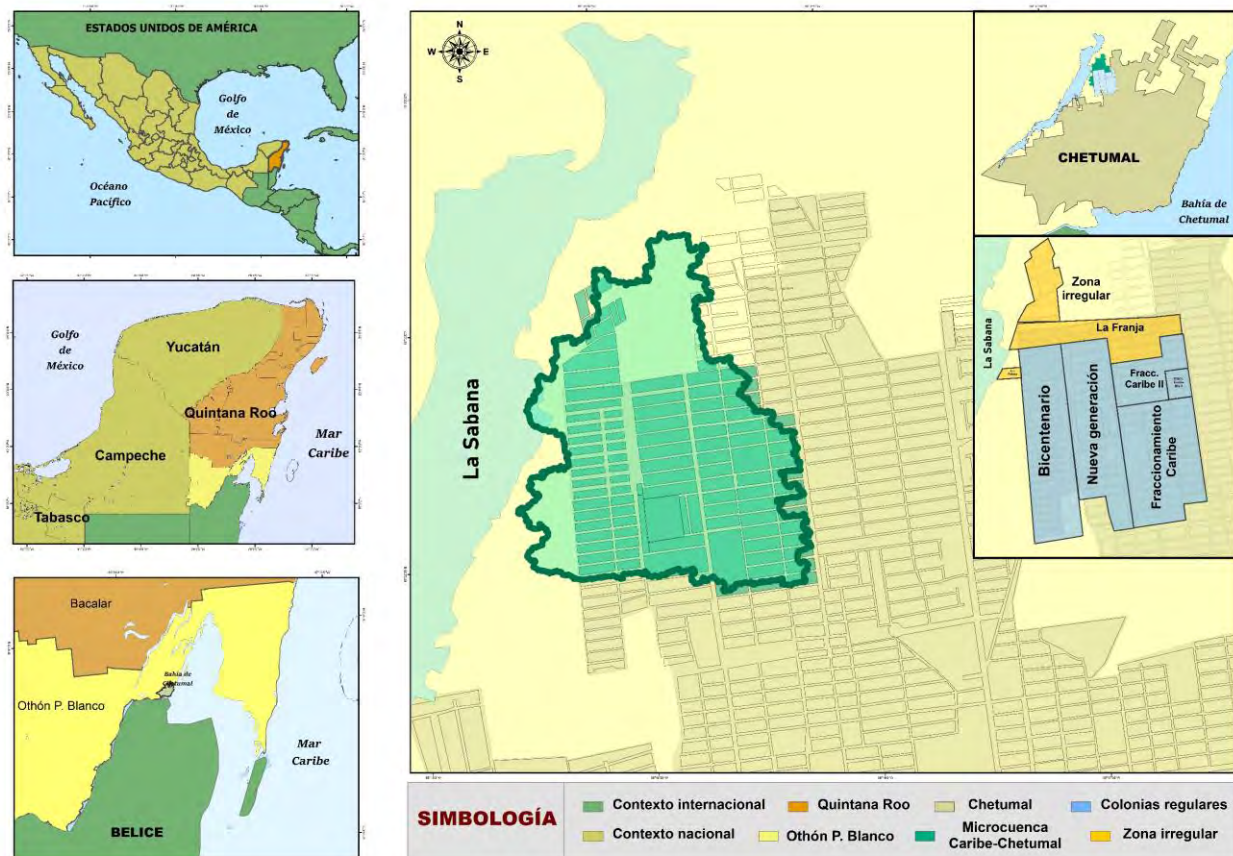 ESTADOS UNIDOS DE AMÉRICA
Golfo
de
México
Océano
Pacífico
Golfo
de
México
Yucatán
Quintana Roo
Campeche
Tabasco
Mar
Caribe
Bacalar
Bahía de
Chetumal
Othón P. Blanco
Mar
Caribe
BELICE
N
W
E
S
La Sabana
CHETUMAL
Bahía de
Chetumal
La Sabana
Zona
irregular
La Franja
Fracc.
Caribe II
Bicentenario
Nueva generación
Fraccionamiento
Caribe
SIMBOLOGÍA
Contexto internacional
Quintana Roo
Chetumal
Colonias regulares
Contexto nacional
Othón P. Blanco
Microcuenca
Caribe-Chetumal
Zona irregular